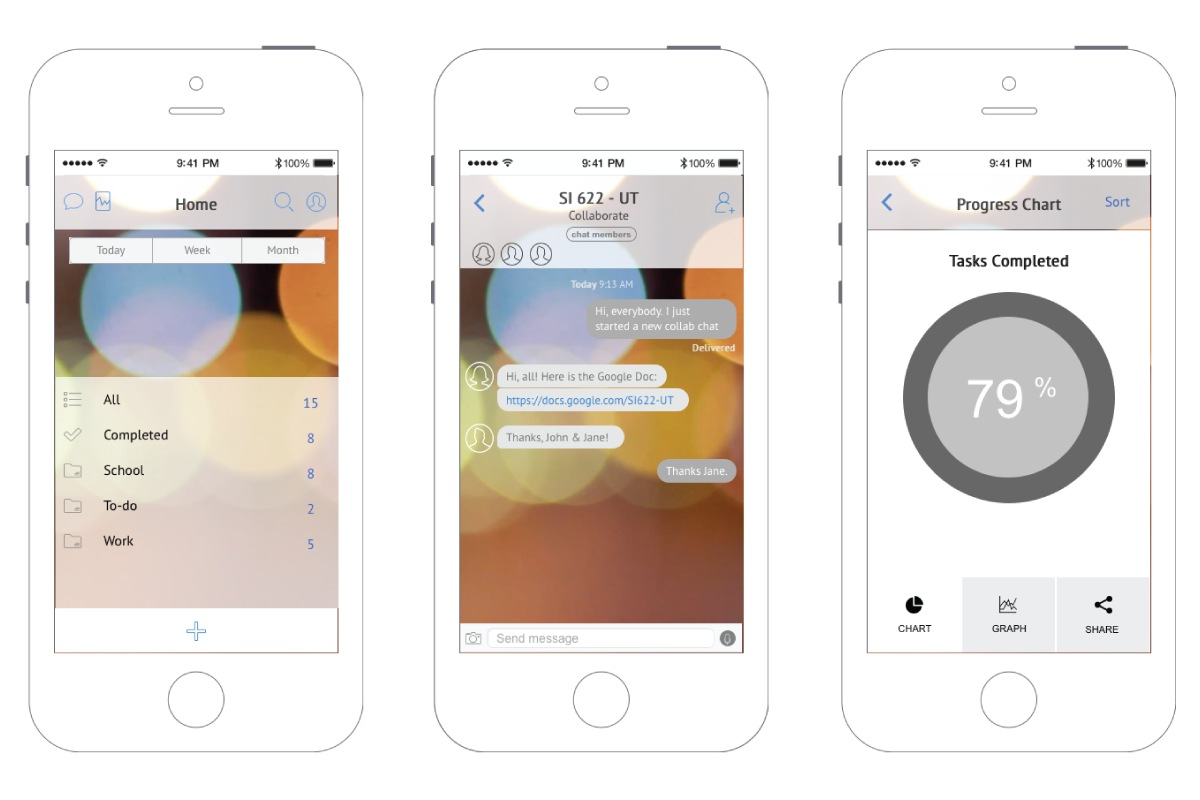 9:41 PM
100%
Home
Today Week Month
All 15
Completed 8
School 8
To-do 2
Work 5
9:41 PM
100%
SI 622 - UT
Collaborate
chat members
Today 9:13 AM
Hi, everybody. I just
started a new collab chat
Delivered
Hi, all! Here is the Google Doc:
https://docs.google.com/SI622-UT
Thanks, John & Jane!
Thanks Jane.
Send message
9:41 PM
100%
Progress Chart
Sort
Tasks Completed
79 %
CHART
GRAPH
SHARE